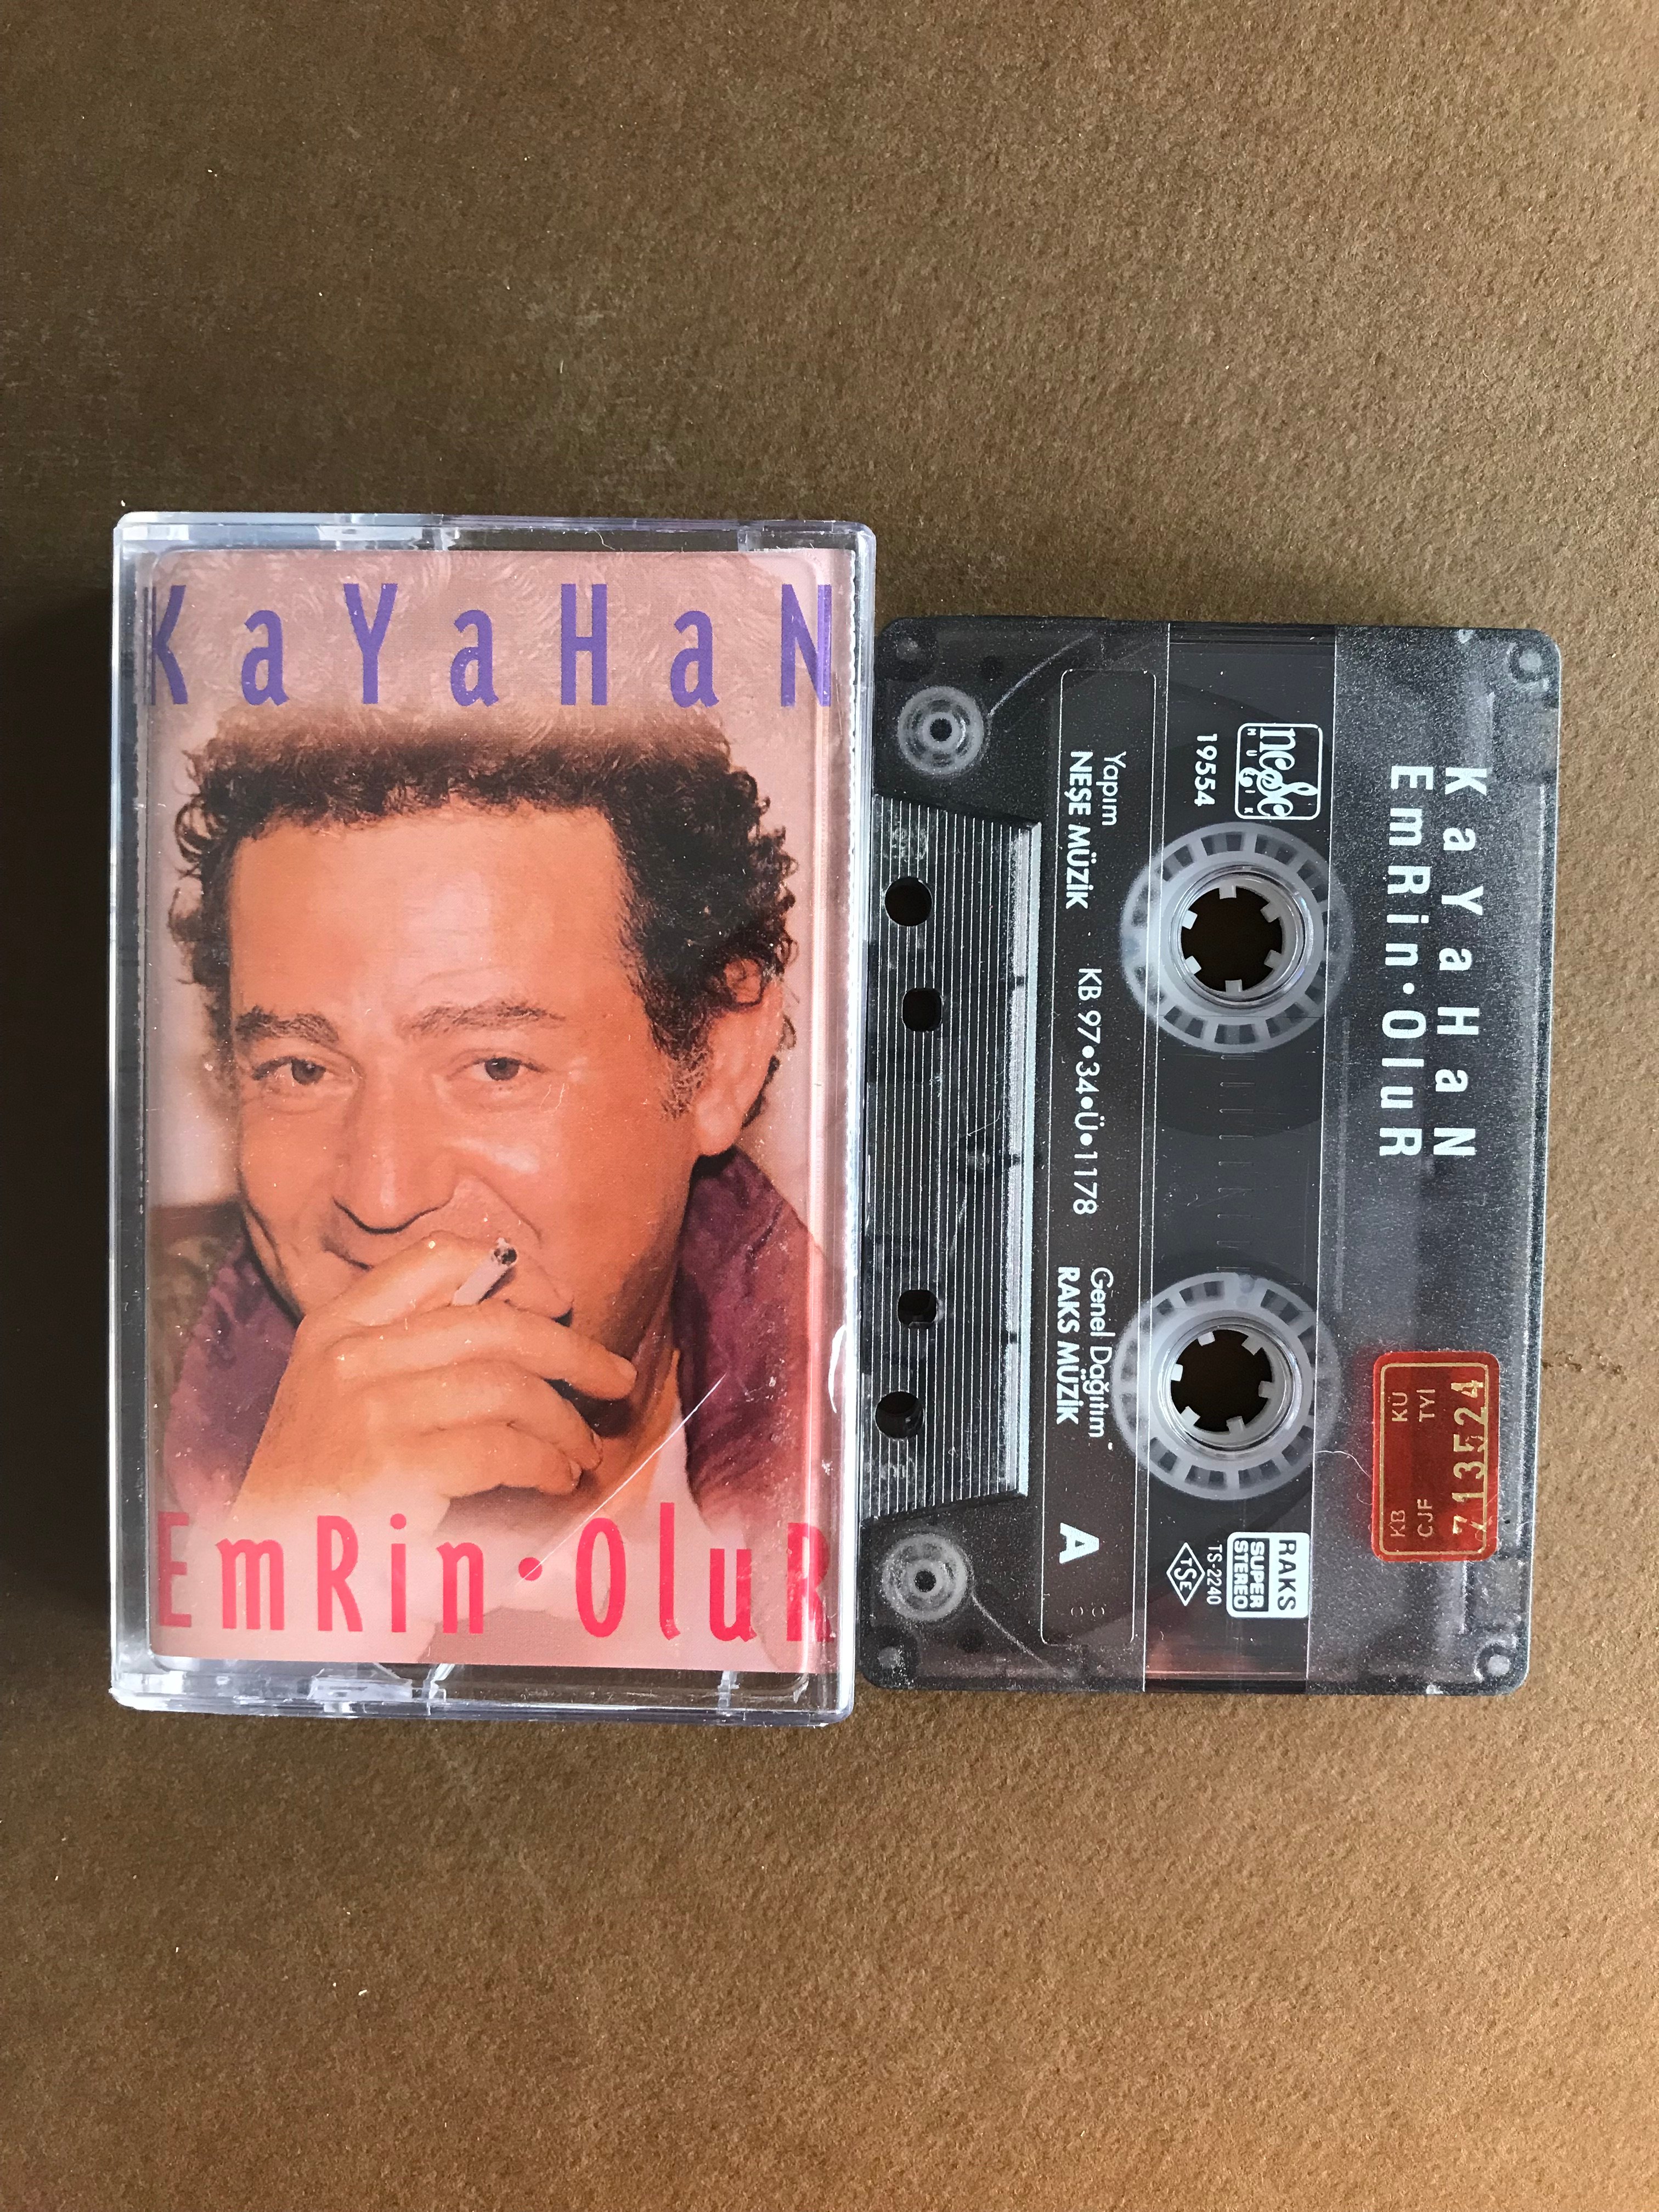 KaYaHaN
EmRin•OluR
KaYaHaN
EmRin•OluR
neşe
MÜZİK
19554
Yapım
NEŞE MÜZİK
KB 97•34•Ü•1178
Genel Dağıtım
RAKS MÜZİK
A
RAKS
SUPER
STEREO
TS-2240
TSE
KÜ
TYİ
KB
CJF
713524